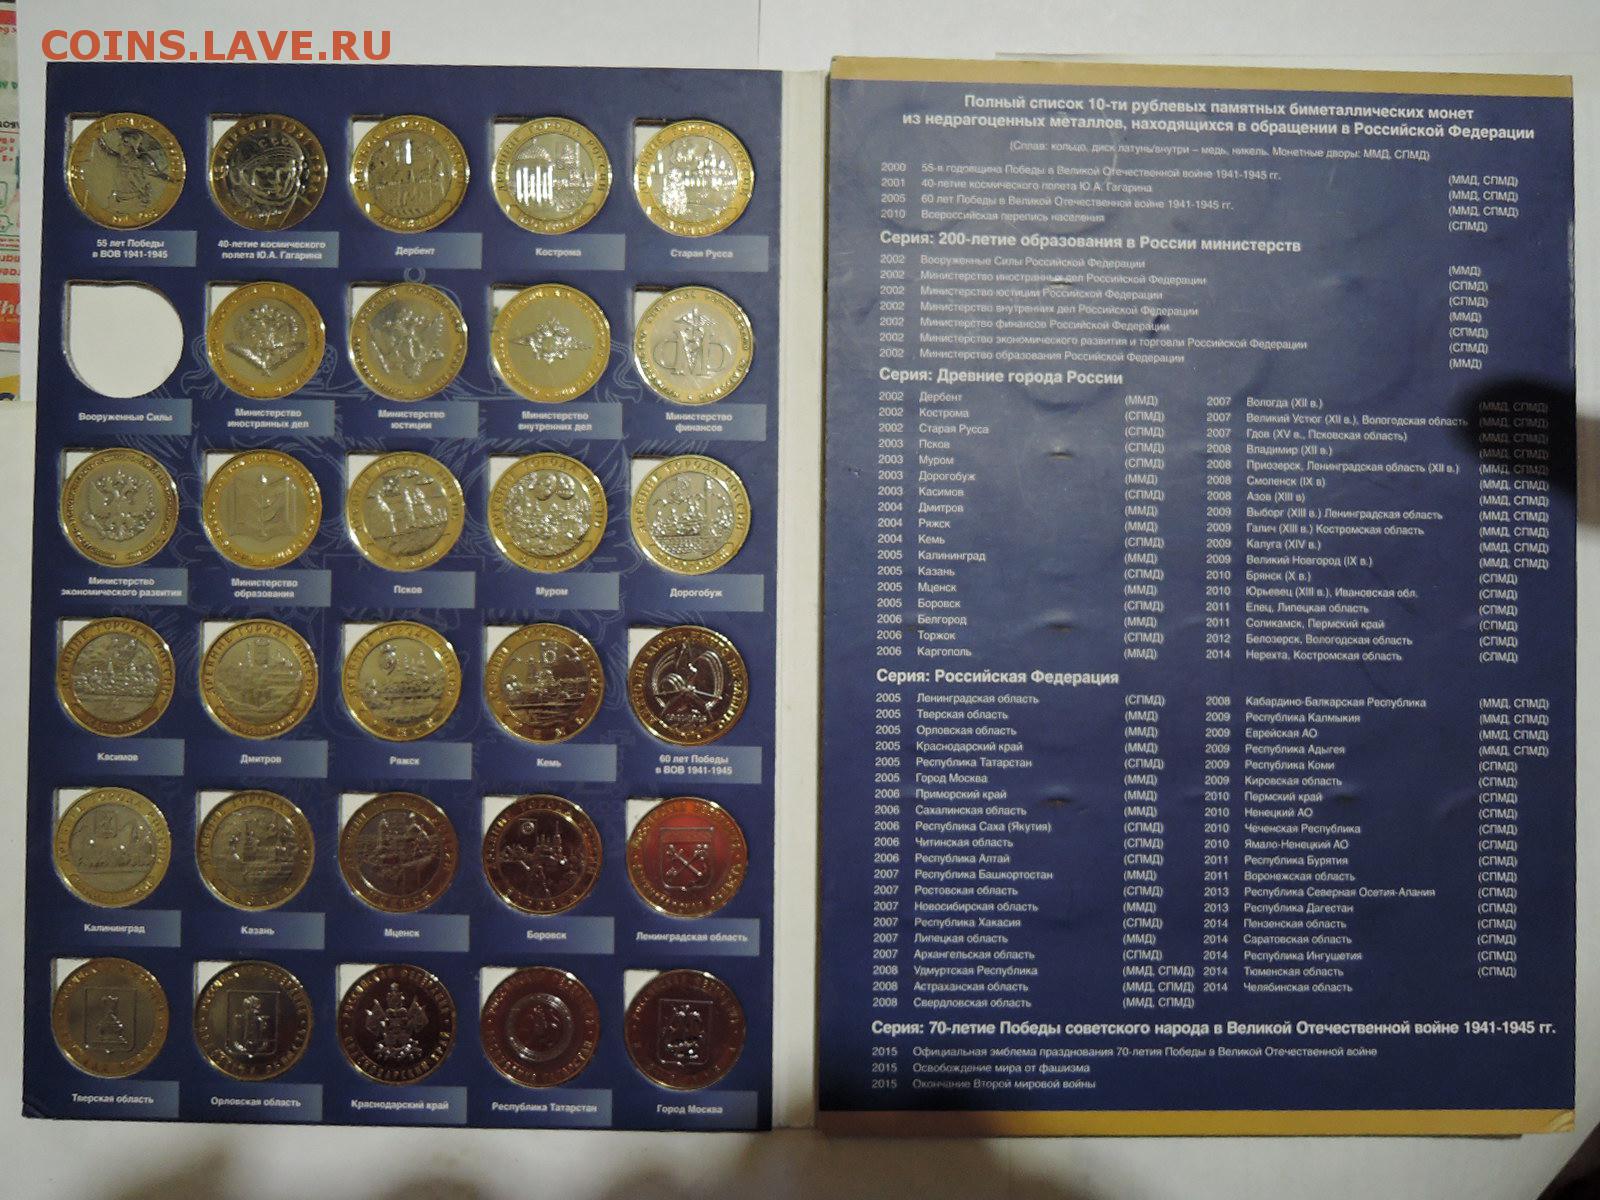 COINS.LAVE.RU
55 лет Победы
в ВОВ 1941-1945
40-летие космического
полета Ю.А. Гагарина
Дербент
Кострома
Старая Русса
Вооруженные Силы
Министерство
иностранных дел
Министерство
юстиции
Министерство
внутренних дел
Министерство
финансов
Министерство
экономического развития
Министерство
образования
Псков
Муром
Дорогобуж
Касимов
Дмитров
Ряжск
Кемь
60 лет Победы
в ВОВ 1941-1945
Калининград
Казань
Мценск
Боровск
Ленинградская область
Тверская область
Орловская область
Краснодарский край
Республика Татарстан
Город Москва
Полный список 10-ти рублевых памятных биметаллических монет
из недрагоценных металлов, находящихся в обращении в Российской Федерации
(Сплав: кольцо, диск латунь/внутри – медь, никель. Монетные дворы: ММД, СПМД)
2000 55-я годовщина Победы в Великой Отечественной войне 1941-1945 гг. (ММД, СПМД)
2001 40-летие космического полета Ю.А. Гагарина (ММД, СПМД)
2005 60 лет Победы в Великой Отечественной войне 1941-1945 гг. (ММД, СПМД)
2010 Всероссийская перепись населения (СПМД)
Серия: 200-летие образования в России министерств
2002 Вооруженные Силы Российской Федерации (ММД)
2002 Министерство иностранных дел Российской Федерации (СПМД)
2002 Министерство юстиции Российской Федерации (СПМД)
2002 Министерство внутренних дел Российской Федерации (ММД)
2002 Министерство финансов Российской Федерации (СПМД)
2002 Министерство экономического развития и торговли Российской Федерации (СПМД)
2002 Министерство образования Российской Федерации (ММД)
Серия: Древние города России
2002 Дербент (ММД)
2002 Кострома (СПМД)
2002 Старая Русса (СПМД)
2003 Псков (СПМД)
2003 Муром (СПМД)
2003 Дорогобуж (ММД)
2003 Касимов (СПМД)
2004 Дмитров (ММД)
2004 Ряжск (ММД)
2004 Кемь (СПМД)
2005 Калининград (ММД)
2005 Казань (СПМД)
2005 Мценск (ММД)
2005 Боровск (СПМД)
2006 Белгород (ММД)
2006 Торжок (СПМД)
2006 Каргополь (ММД)
2007 Вологда (XII в.) (ММД, СПМД)
2007 Великий Устюг (XII в.), Вологодская область (ММД, СПМД)
2007 Гдов (XV в., Псковская область) (ММД, СПМД)
2008 Владимир (XII в.) (ММД, СПМД)
2008 Приозерск, Ленинградская область (XII в.) (ММД, СПМД)
2008 Смоленск (IX в) (ММД, СПМД)
2008 Азов (XIII в) (ММД, СПМД)
2009 Выборг (XIII в.) Ленинградская область (ММД, СПМД)
2009 Галич (XIII в.) Костромская область (ММД, СПМД)
2009 Калуга (XIV в.) (ММД, СПМД)
2009 Великий Новгород (IX в.) (ММД, СПМД)
2010 Брянск (X в.) (СПМД)
2010 Юрьевец (XIII в.), Ивановская обл. (СПМД)
2011 Елец, Липецкая область (СПМД)
2011 Соликамск, Пермский край (СПМД)
2012 Белозерск, Вологодская область (СПМД)
2014 Нерехта, Костромская область (СПМД)
Серия: Российская Федерация
2005 Ленинградская область (СПМД)
2005 Тверская область (ММД)
2005 Орловская область (ММД)
2005 Краснодарский край (ММД)
2005 Республика Татарстан (СПМД)
2005 Город Москва (ММД)
2006 Приморский край (ММД)
2006 Сахалинская область (ММД)
2006 Республика Саха (Якутия) (СПМД)
2006 Читинская область (СПМД)
2006 Республика Алтай (СПМД)
2007 Республика Башкортостан (ММД)
2007 Ростовская область (СПМД)
2007 Новосибирская область (ММД)
2007 Республика Хакасия (СПМД)
2007 Липецкая область (ММД)
2007 Архангельская область (СПМД)
2008 Удмуртская Республика (ММД, СПМД)
2008 Астраханская область (ММД, СПМД)
2008 Свердловская область (ММД, СПМД)
2008 Кабардино-Балкарская Республика (ММД, СПМД)
2009 Республика Калмыкия (ММД, СПМД)
2009 Еврейская АО (ММД, СПМД)
2009 Республика Адыгея (ММД, СПМД)
2009 Республика Коми (СПМД)
2009 Кировская область (СПМД)
2010 Пермский край (СПМД)
2010 Ненецкий АО (СПМД)
2010 Чеченская Республика (СПМД)
2010 Ямало-Ненецкий АО (СПМД)
2011 Республика Бурятия (СПМД)
2011 Воронежская область (СПМД)
2013 Республика Северная Осетия-Алания (СПМД)
2013 Республика Дагестан (СПМД)
2014 Пензенская область (СПМД)
2014 Саратовская область (СПМД)
2014 Республика Ингушетия (СПМД)
2014 Тюменская область (СПМД)
2014 Челябинская область
Серия: 70-летие Победы советского народа в Великой Отечественной войне 1941-1945 гг.
2015 Официальная эмблема празднования 70-летия Победы в Великой Отечественной войне
2015 Освобождение мира от фашизма
2015 Окончание Второй мировой войны